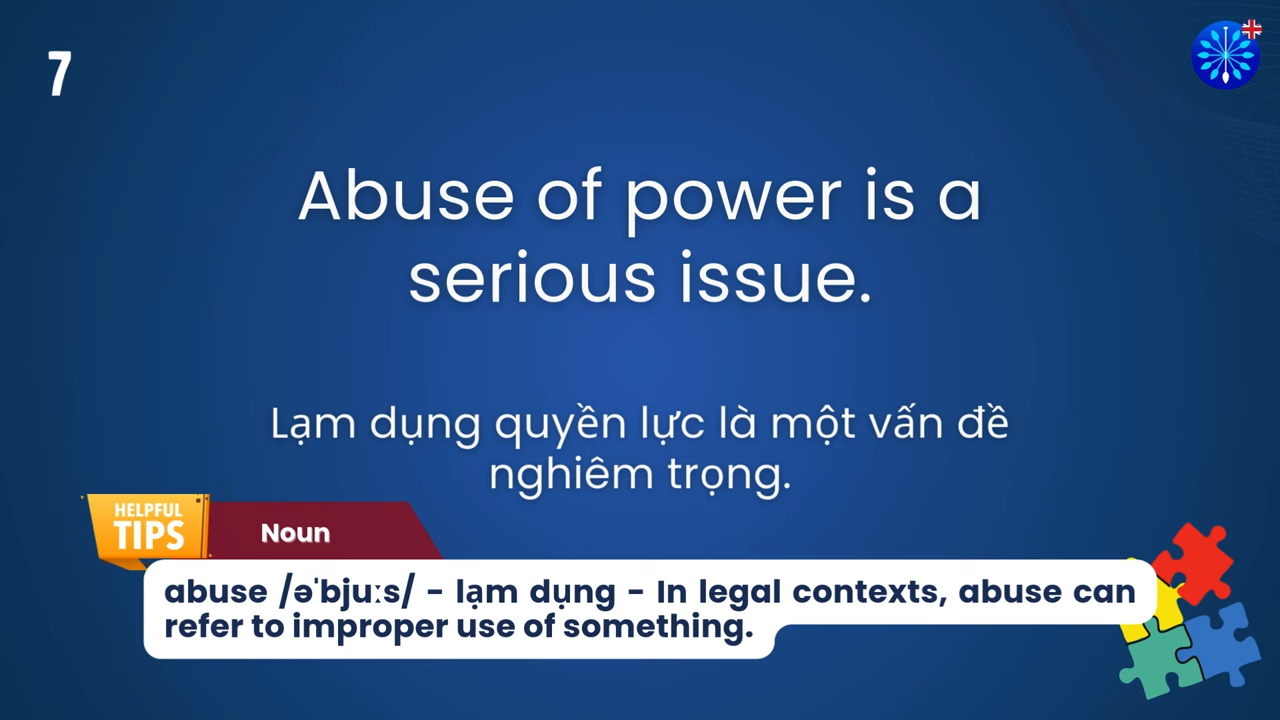 7
Abuse of power is a
serious issue.
Lạm dụng quyền lực là một vấn đề
nghiêm trọng.
HELPFUL
TIPS
Noun
abuse /əˈbjuːs/ - lạm dụng - In legal contexts, abuse can
refer to improper use of something.